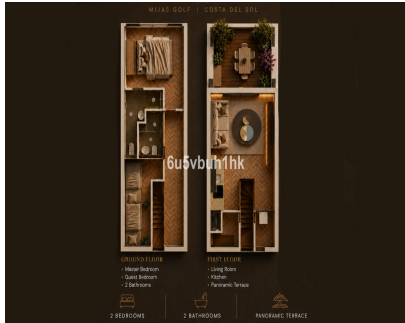 MIJAS GOLF | COSTA DEL SOL
6u5vbuh1hk
GROUND FLOOR
• Master Bedroom
• Guest Bedroom
• 2 Bathrooms
FIRST FLOOR
• Living Room
• Kitchen
• Panoramic Terrace
2 BEDROOMS
2 BATHROOMS
PANORAMIC TERRACE